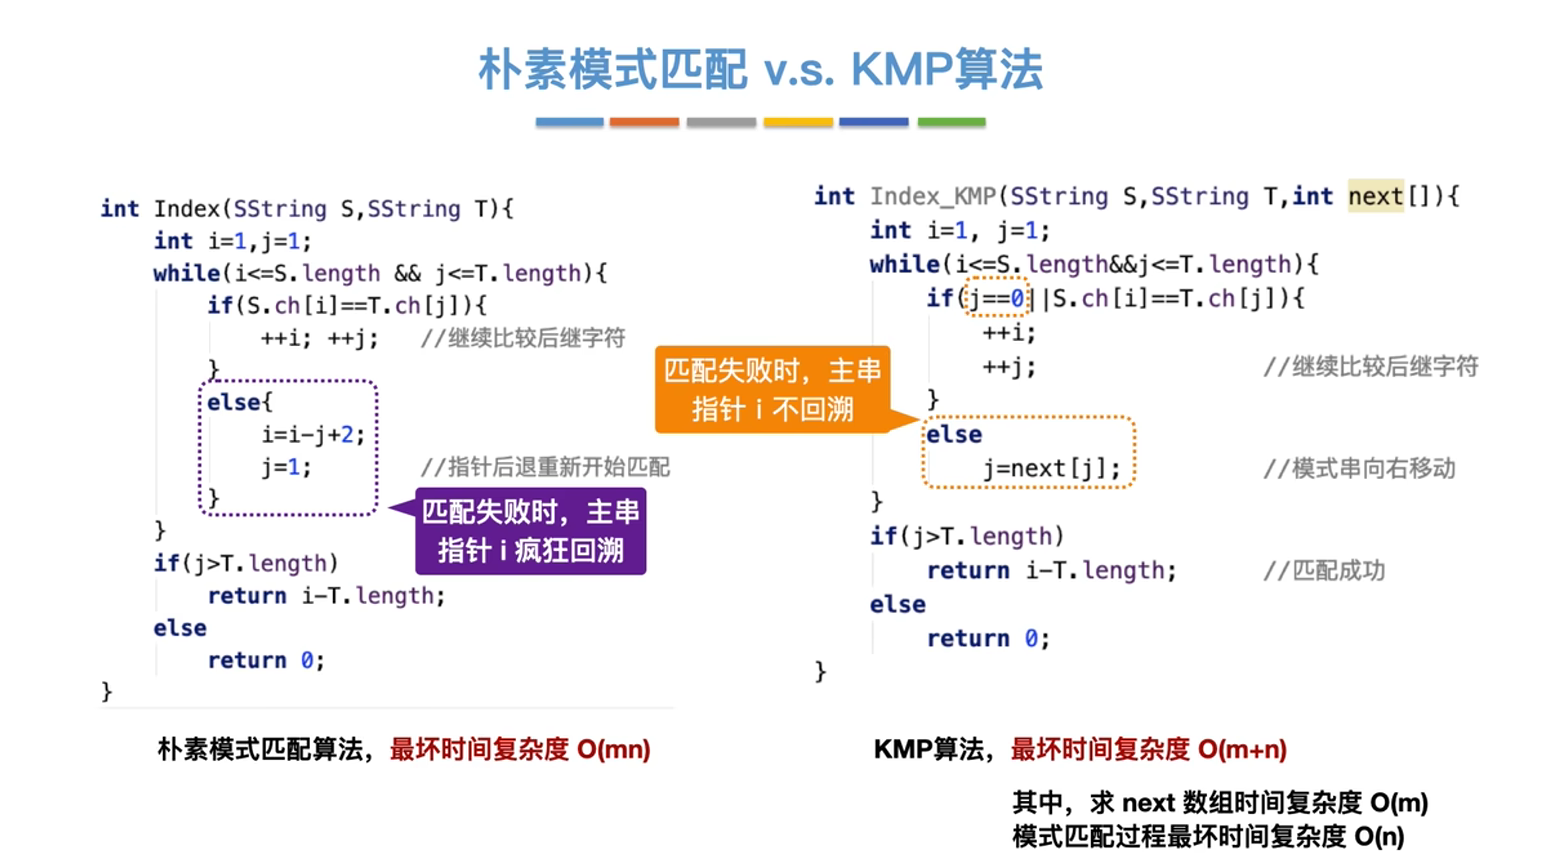 朴素模式匹配 v.s. KMP算法
int Index(SString S,SString T){
int i=1,j=1;
while(i<=S.length && j<=T.length){
if(S.ch[i]==T.ch[j]){
++i; ++j; //继续比较后继字符
}
else{
i=i-j+2;
j=1; //指针后退重新开始匹配
}
}
if(j>T.length)
return i-T.length;
else
return 0;
}
匹配失败时，主串
指针 i 疯狂回溯
朴素模式匹配算法，最坏时间复杂度 O(mn)
int Index_KMP(SString S,SString T,int next[]){
int i=1, j=1;
while(i<=S.length&&j<=T.length){
if(j==0||S.ch[i]==T.ch[j]){
++i;
++j; //继续比较后继字符
}
else
j=next[j]; //模式串向右移动
}
if(j>T.length)
return i-T.length; //匹配成功
else
return 0;
}
匹配失败时，主串
指针 i 不回溯
KMP算法，最坏时间复杂度 O(m+n)
其中，求 next 数组时间复杂度 O(m)
模式匹配过程最坏时间复杂度 O(n)